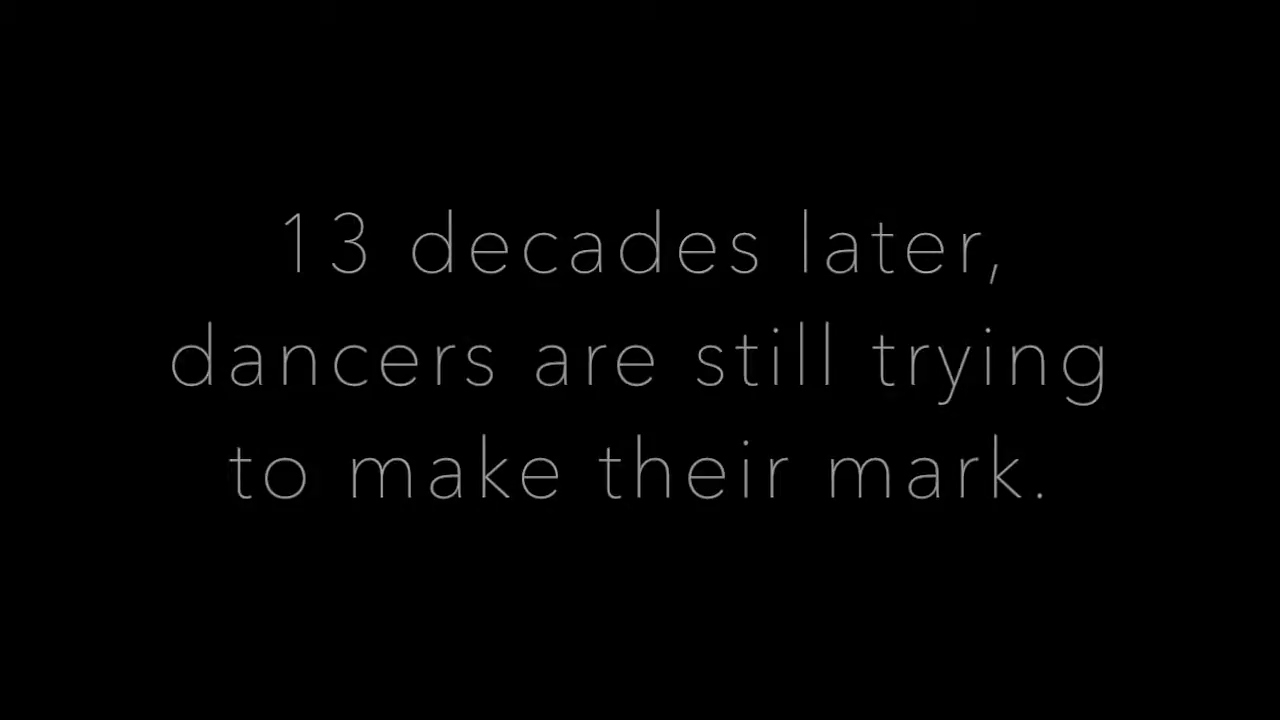 13 decades later,
dancers are still trying
to make their mark.